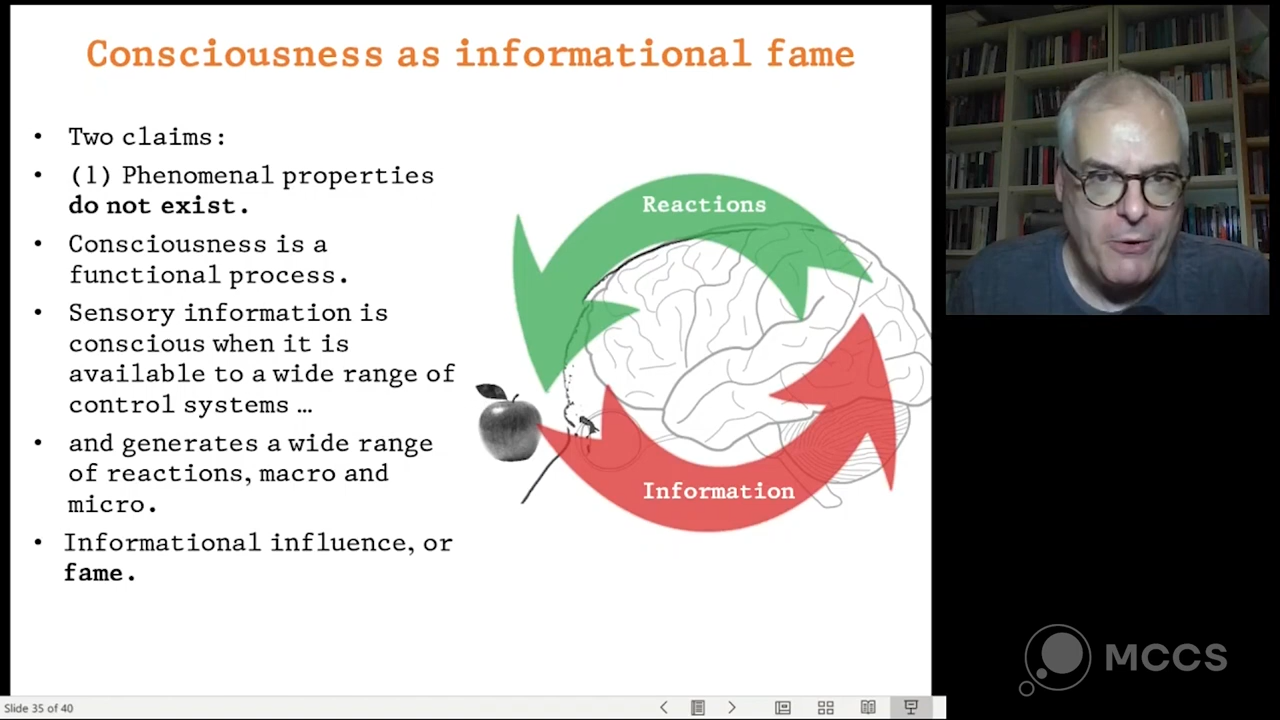 Consciousness as informational fame
• Two claims:
• (1) Phenomenal properties
do not exist.
• Consciousness is a
functional process.
• Sensory information is
conscious when it is
available to a wide range of
control systems …
• and generates a wide range
of reactions, macro and
micro.
• Informational influence, or
fame.
Reactions
Information
MCCS
Slide 35 of 40